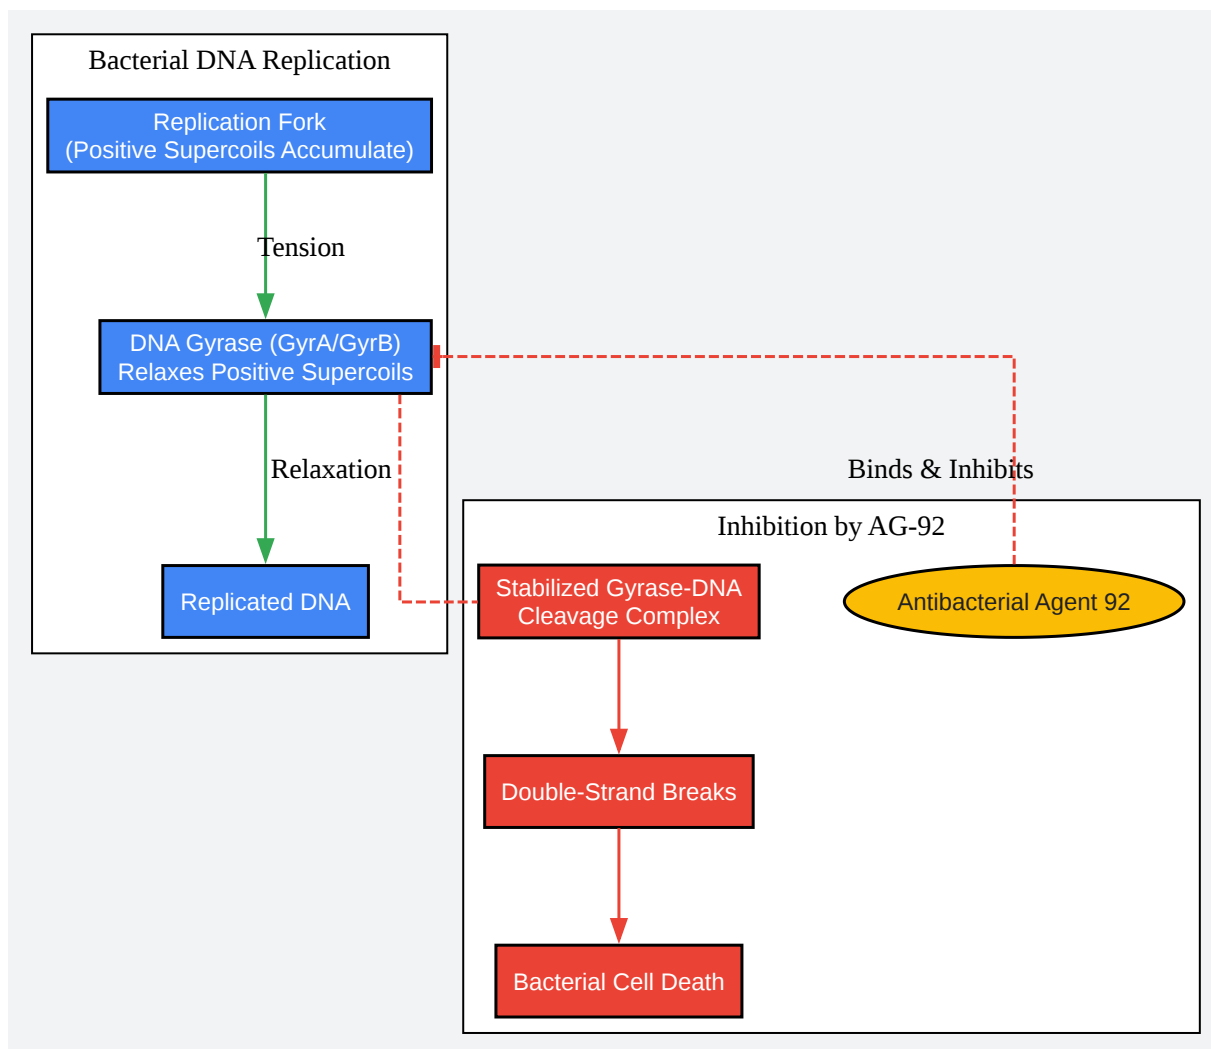 Bacterial DNA Replication
Replication Fork
(Positive Supercoils Accumulate)
Tension
DNA Gyrase (GyrA/GyrB)
Relaxes Positive Supercoils
Relaxation
Replicated DNA
Binds & Inhibits
Inhibition by AG-92
Stabilized Gyrase-DNA
Cleavage Complex
Antibacterial Agent 92
Double-Strand Breaks
Bacterial Cell Death